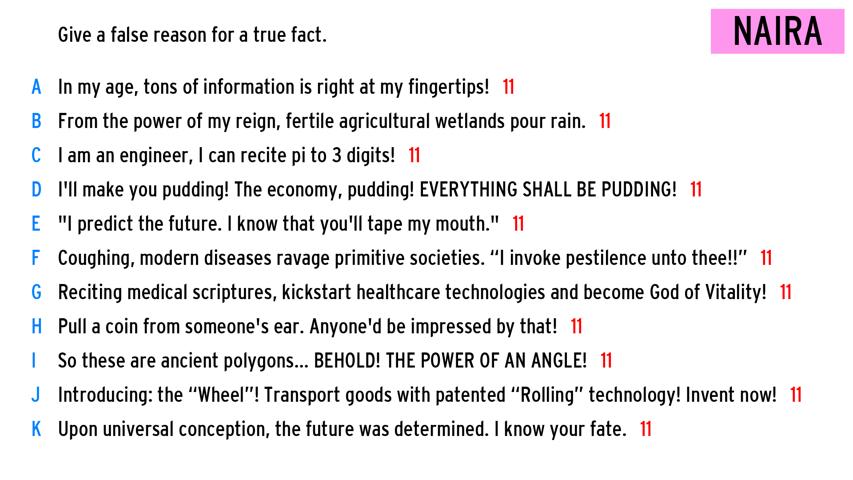 Give a false reason for a true fact.
NAIRA
A In my age, tons of information is right at my fingertips! 11
B From the power of my reign, fertile agricultural wetlands pour rain. 11
C I am an engineer, I can recite pi to 3 digits! 11
D I'll make you pudding! The economy, pudding! EVERYTHING SHALL BE PUDDING! 11
E "I predict the future. I know that you'll tape my mouth." 11
F Coughing, modern diseases ravage primitive societies. “I invoke pestilence unto thee!!” 11
G Reciting medical scriptures, kickstart healthcare technologies and become God of Vitality! 11
H Pull a coin from someone's ear. Anyone'd be impressed by that! 11
I So these are ancient polygons... BEHOLD! THE POWER OF AN ANGLE! 11
J Introducing: the “Wheel”! Transport goods with patented “Rolling” technology! Invent now! 11
K Upon universal conception, the future was determined. I know your fate. 11